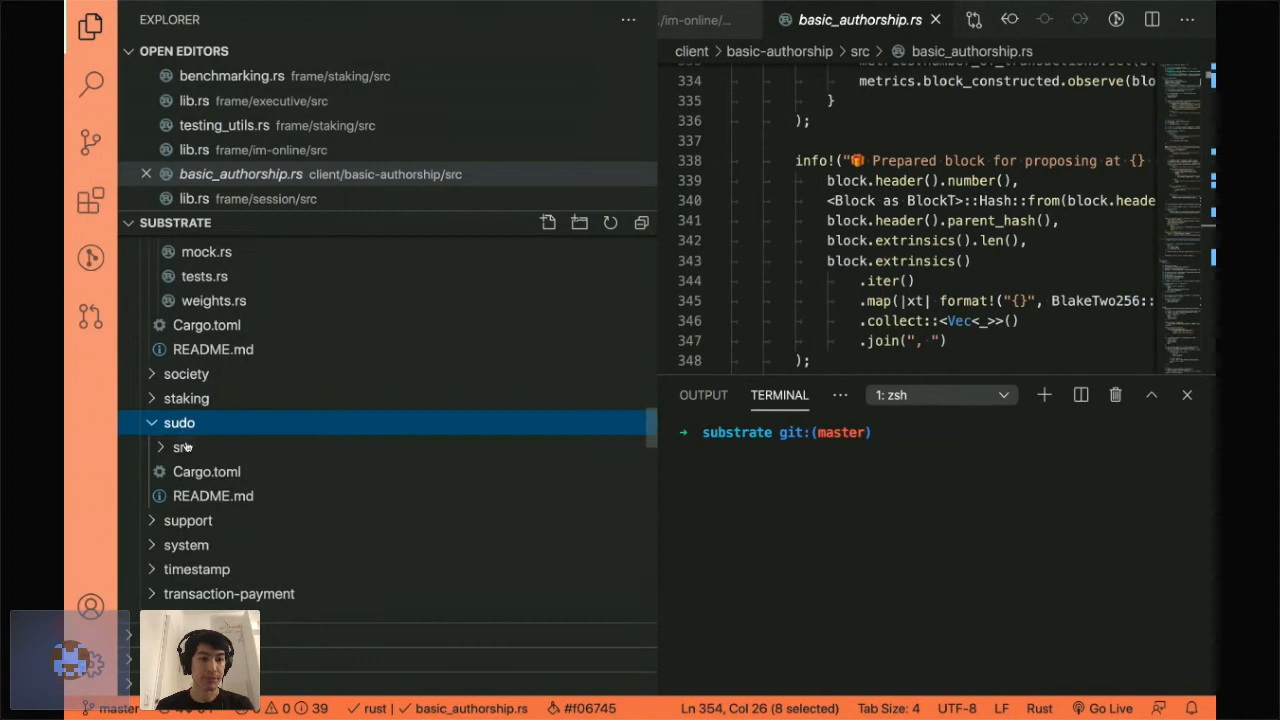 EXPLORER
OPEN EDITORS
benchmarking.rs frame/staking/src
lib.rs frame/executive/src
testing_utils.rs frame/staking/src
lib.rs frame/im-online/src
basic_authorship.rs client/basic-authorship/src
lib.rs frame/session/src
SUBSTRATE
mock.rs
tests.rs
weights.rs
Cargo.toml
README.md
society
staking
sudo
src
Cargo.toml
README.md
support
system
timestamp
transaction-payment
./im-online/...
basic_authorship.rs
client > basic-authorship > src > basic_authorship.rs
334 metrics.block_constructed.observe(blo
335 }
336 );
337
338 info!("🎁 Prepared block for proposing at {}
339 block.header().number(),
340 <Block as BlockT>::Hash::from(block.heade
341 block.header().parent_hash(),
342 block.extrinsics().len(),
343 block.extrinsics()
344 .iter()
345 .map(|xt| format!("{}", BlakeTwo256::
346 .collect::<Vec<_>>()
347 .join(", ")
348 );
OUTPUT TERMINAL ··· 1: zsh
→ substrate git:(master)
master 0 39 rust | basic_authorship.rs #f06745 Ln 354, Col 26 (8 selected) Tab Size: 4 UTF-8 LF Rust Go Live